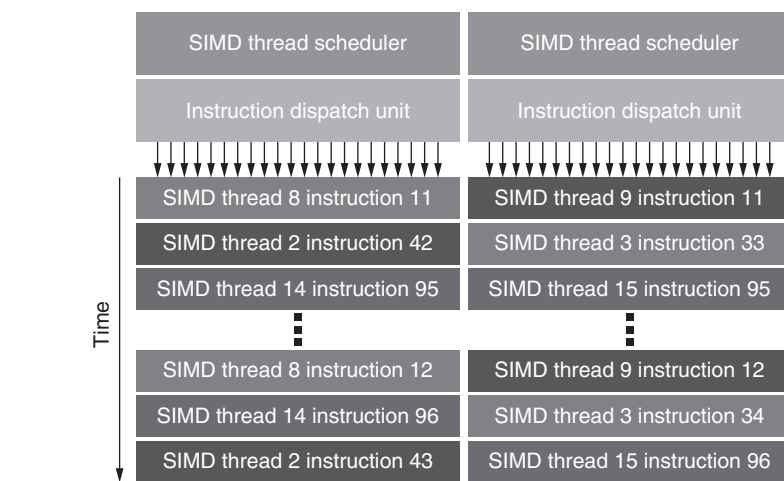 SIMD thread scheduler SIMD thread scheduler
Instruction dispatch unit Instruction dispatch unit
SIMD thread 8 instruction 11 SIMD thread 9 instruction 11
SIMD thread 2 instruction 42 SIMD thread 3 instruction 33
SIMD thread 14 instruction 95 SIMD thread 15 instruction 95
Time
SIMD thread 8 instruction 12 SIMD thread 9 instruction 12
SIMD thread 14 instruction 96 SIMD thread 3 instruction 34
SIMD thread 2 instruction 43 SIMD thread 15 instruction 96